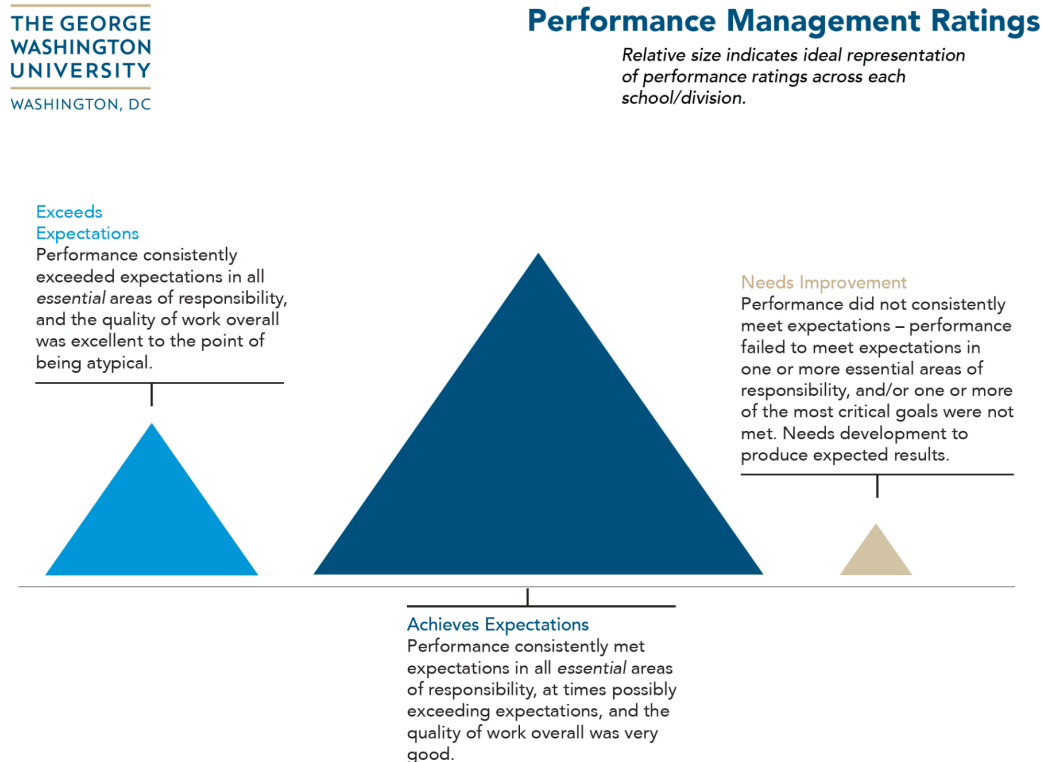 THE GEORGE
WASHINGTON
UNIVERSITY
WASHINGTON, DC
Performance Management Ratings
Relative size indicates ideal representation
of performance ratings across each
school/division.
Exceeds
Expectations
Performance consistently
exceeded expectations in all
essential areas of responsibility,
and the quality of work overall
was excellent to the point of
being atypical.
Needs Improvement
Performance did not consistently
meet expectations – performance
failed to meet expectations in
one or more essential areas of
responsibility, and/or one or more
of the most critical goals were not
met. Needs development to
produce expected results.
Achieves Expectations
Performance consistently met
expectations in all essential areas
of responsibility, at times possibly
exceeding expectations, and the
quality of work overall was very
good.